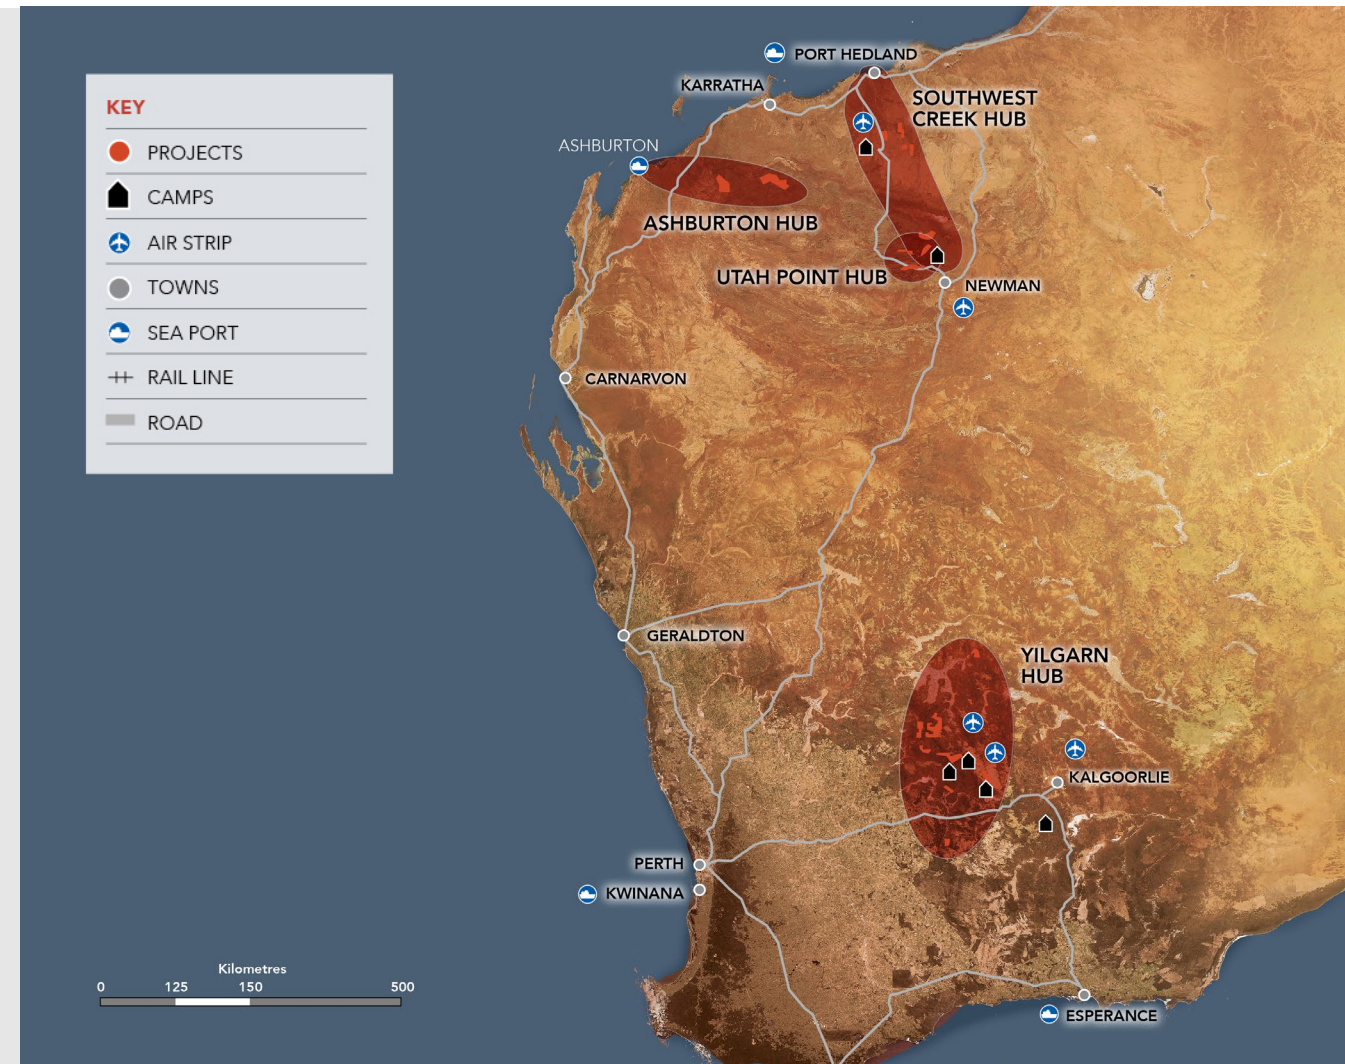 KEY
PROJECTS
CAMPS
AIR STRIP
TOWNS
SEA PORT
RAIL LINE
ROAD
PORT HEDLAND
KARRATHA
SOUTHWEST
CREEK HUB
ASHBURTON
ASHBURTON HUB
UTAH POINT HUB
NEWMAN
CARNARVON
GERALDTON
YILGARN
HUB
KALGOORLIE
PERTH
KWINANA
ESPERANCE
Kilometres
0 125 150 500